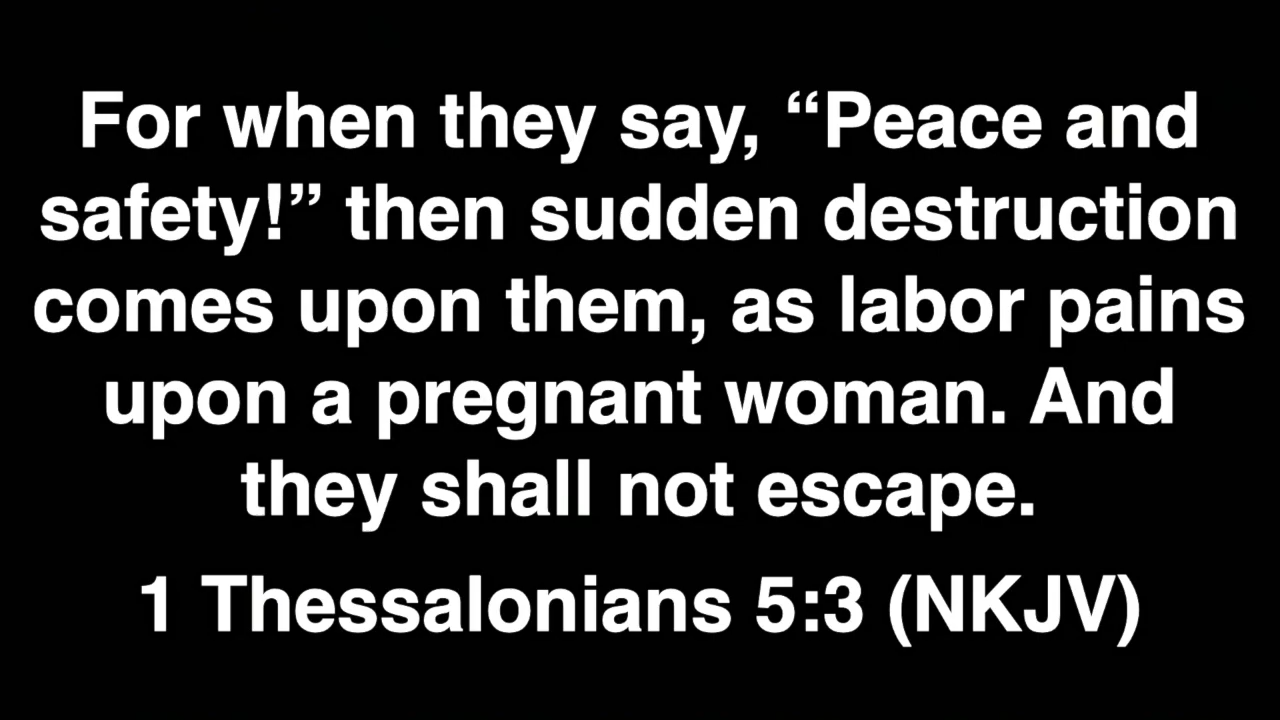 For when they say, “Peace and
safety!” then sudden destruction
comes upon them, as labor pains
upon a pregnant woman. And
they shall not escape.
1 Thessalonians 5:3 (NKJV)